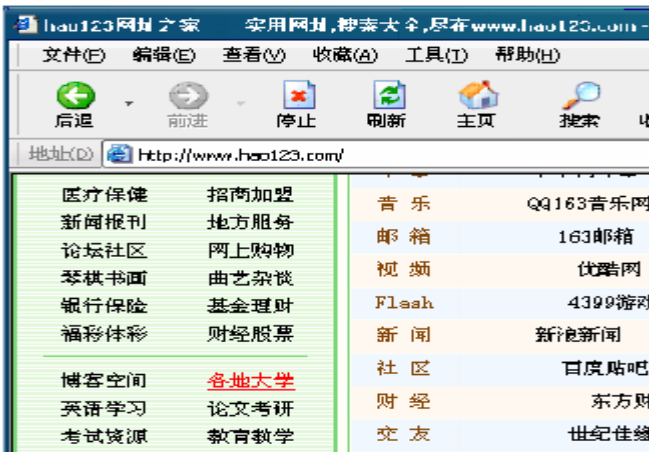 hao123网址之家 实用网址,搜索大全,尽在www.hao123.com -
文件(F) 编辑(E) 查看(V) 收藏(A) 工具(T) 帮助(H)
后退 前进 停止 刷新 主页 搜索
地址(D) http://www.hao123.com/
医疗保健 招商加盟 音 乐 QQ163音乐网
新闻报刊 地方服务 邮 箱 163邮箱
论坛社区 网上购物 视 频 优酷网
琴棋书画 曲艺杂谈 Flash 4399游戏
银行保险 基金理财 新 闻 新浪新闻
福彩体彩 财经股票 社 区 百度贴吧
博客空间 各地大学 财 经 东方财
英语学习 论文考研 交 友 世纪佳缘
考试资源 教育教学